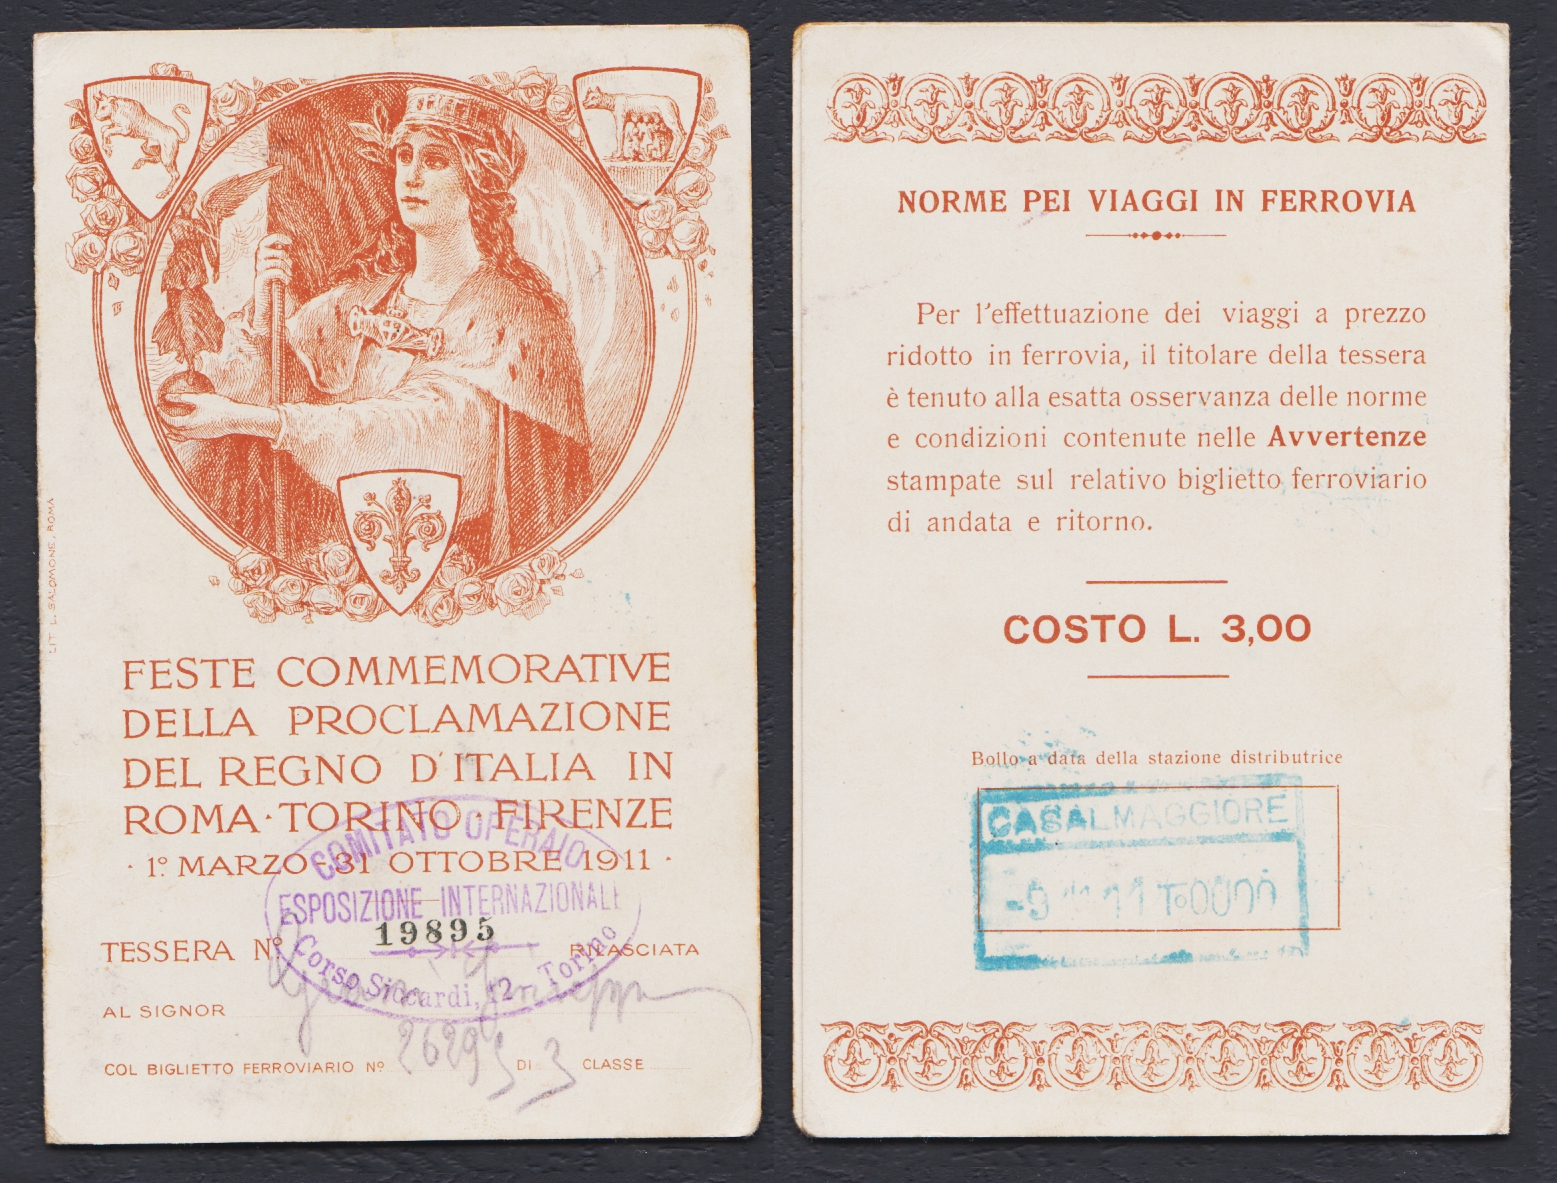 FESTE COMMEMORATIVE
DELLA PROCLAMAZIONE
DEL REGNO D'ITALIA IN
ROMA · TORINO · FIRENZE
· 1º MARZO - 31 OTTOBRE 1911 ·
COMITATO OPERAIO
ESPOSIZIONE INTERNAZIONALE
Corso Siccardi, 12 - Torino
TESSERA Nº 19895 RILASCIATA
AL SIGNOR
COL BIGLIETTO FERROVIARIO Nº 26295 DI 3 CLASSE
LIT. L. SALOMONE, ROMA
NORME PEI VIAGGI IN FERROVIA
Per l'effettuazione dei viaggi a prezzo
ridotto in ferrovia, il titolare della tessera
è tenuto alla esatta osservanza delle norme
e condizioni contenute nelle Avvertenze
stampate sul relativo biglietto ferroviario
di andata e ritorno.
COSTO L. 3,00
Bollo a data della stazione distributrice
CASALMAGGIORE